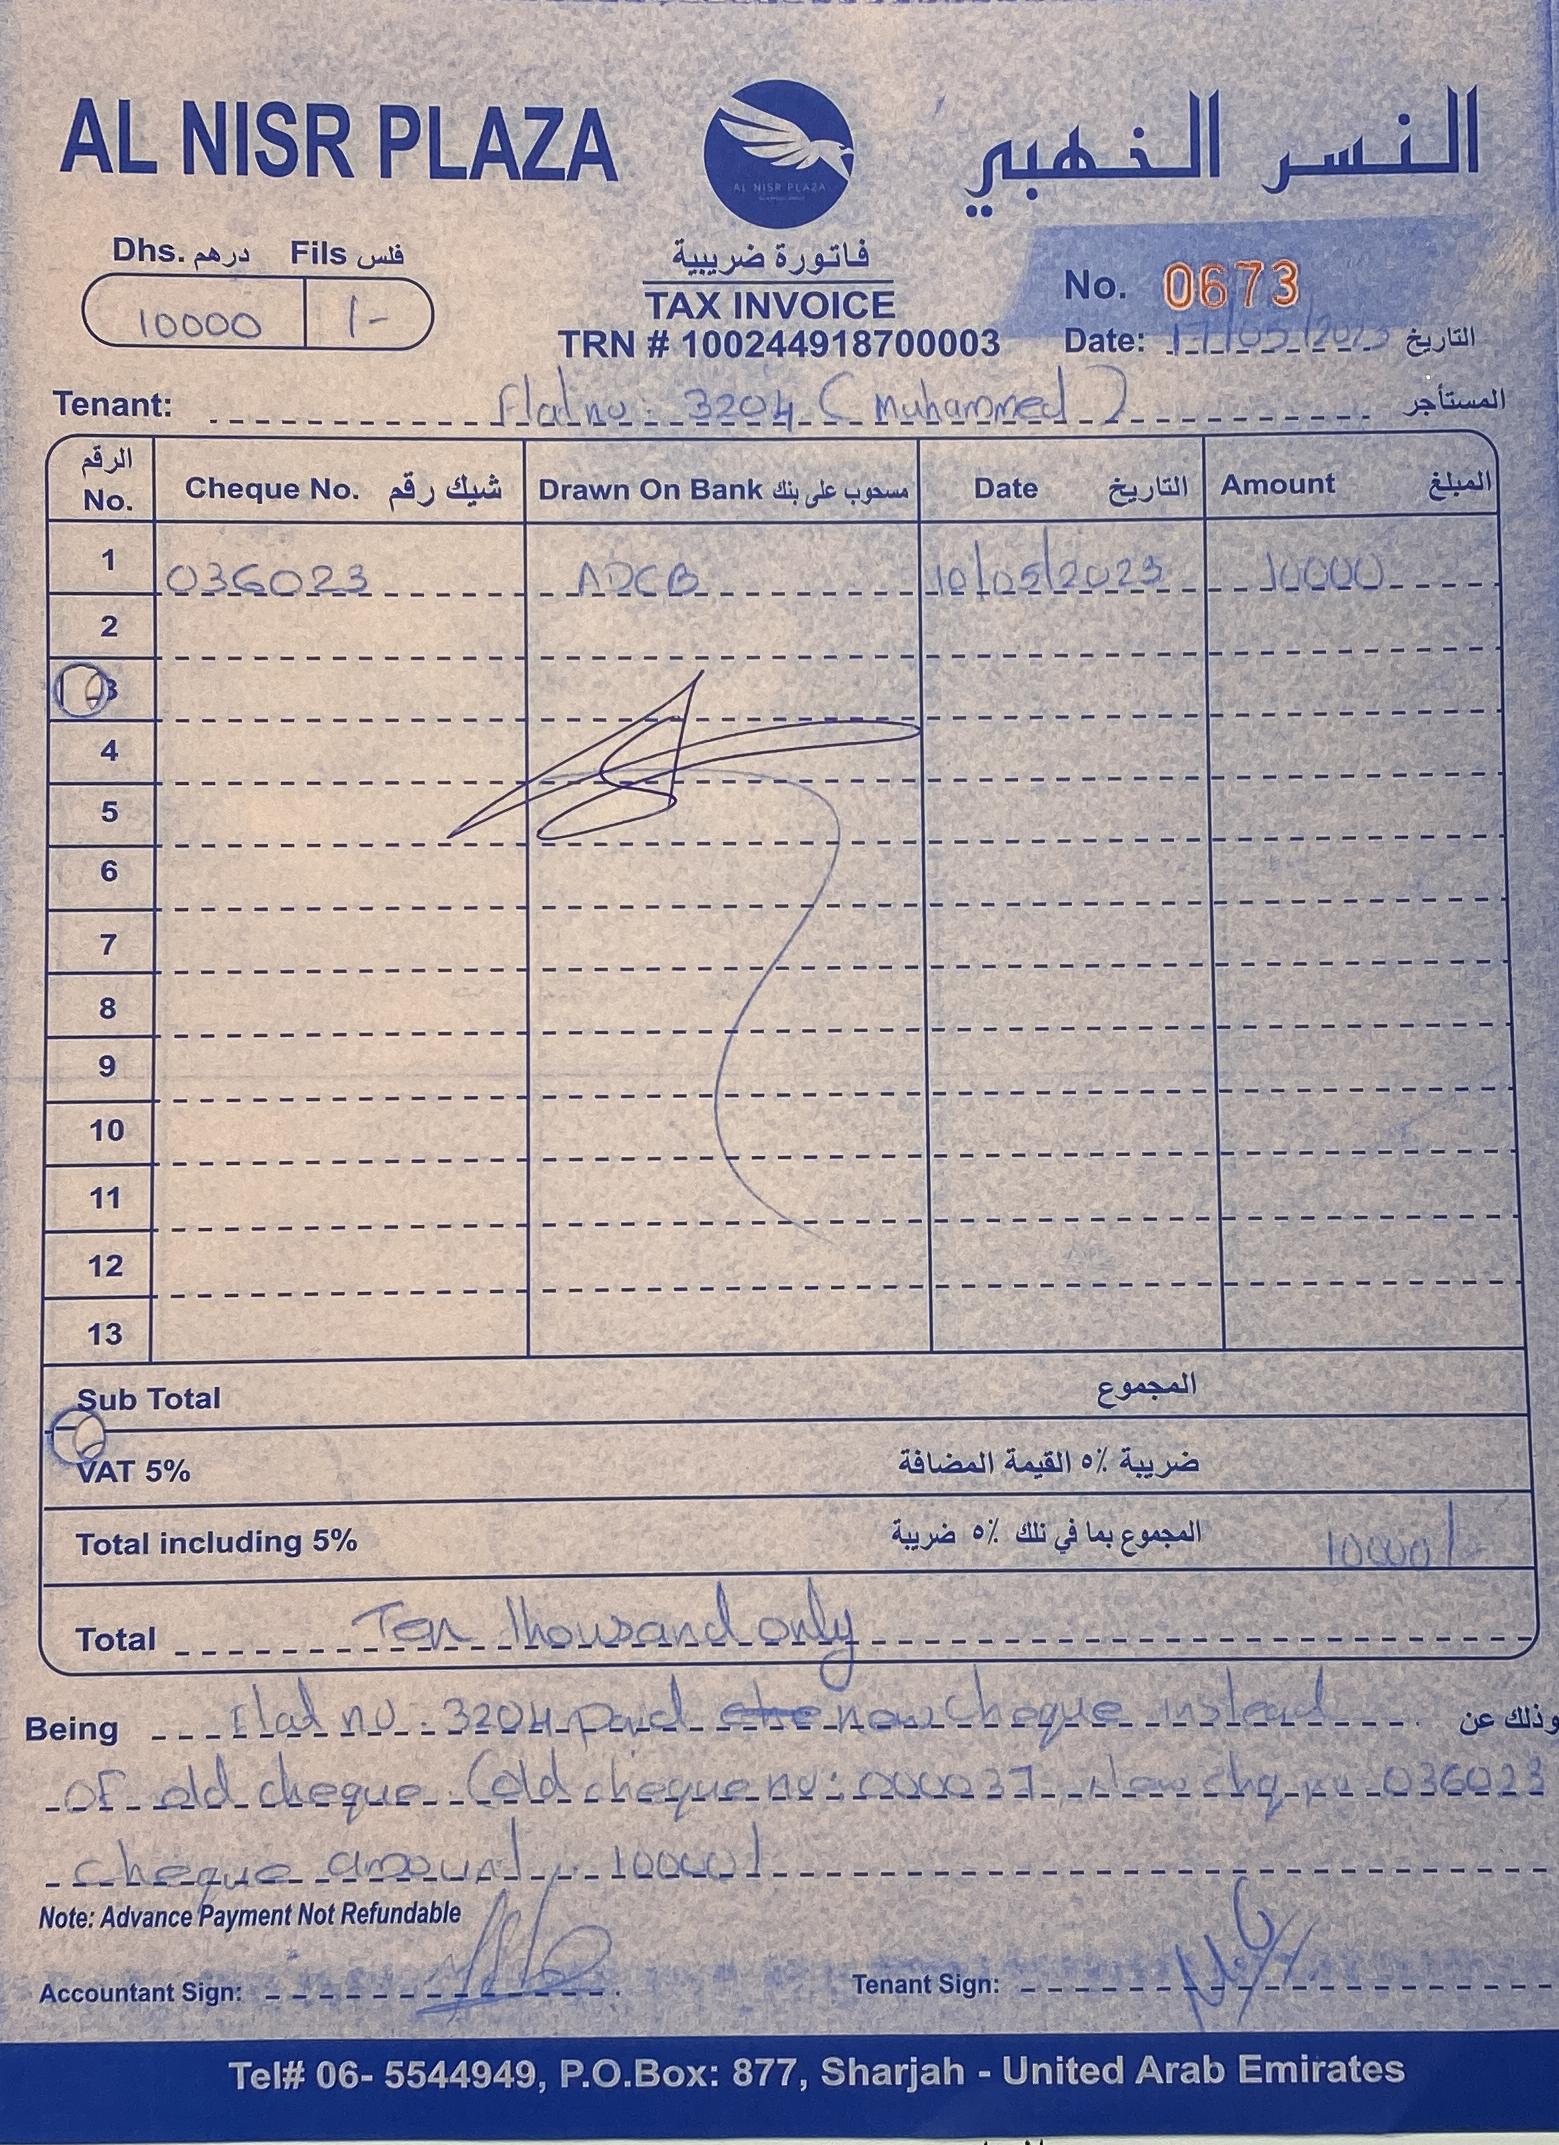 AL NISR PLAZA
النسر الذهبي
AL NISR PLAZA
Dhs. درهم Fils فلس
10000 /-
فاتورة ضريبية
TAX INVOICE
TRN # 100244918700003
No. 0673
Date: 17/05/2023 التاريخ
Tenant: Flat no: 3204 (Muhammed) المستأجر
الرقم No. Cheque No. شيك رقم Drawn On Bank مسحوب على بنك Date التاريخ Amount المبلغ
1 036023 ADCB 10/05/2023 10000
2
3
4
5
6
7
8
9
10
11
12
13
Sub Total المجموع
VAT 5% ضريبة ٥٪ القيمة المضافة
Total including 5% المجموع بما في ذلك ٥٪ ضريبة 10000/-
Total Ten thousand only
Being Flat no: 3204 paid new cheque instead وذلك عن
of old cheque (old cheque no: 000037 New chq no 036023
cheque amount 10000/
Note: Advance Payment Not Refundable
Accountant Sign: Tenant Sign:
Tel# 06- 5544949, P.O.Box: 877, Sharjah - United Arab Emirates